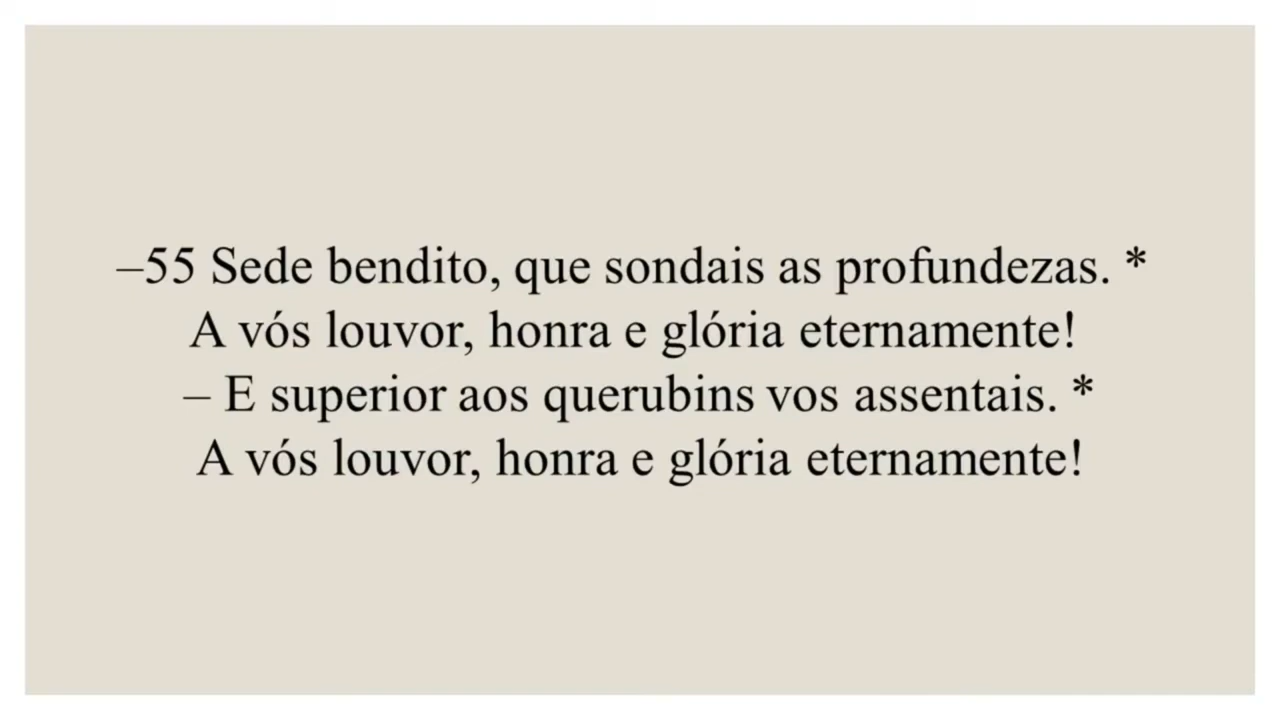 –55 Sede bendito, que sondais as profundezas. *
A vós louvor, honra e glória eternamente!
– E superior aos querubins vos assentais. *
A vós louvor, honra e glória eternamente!